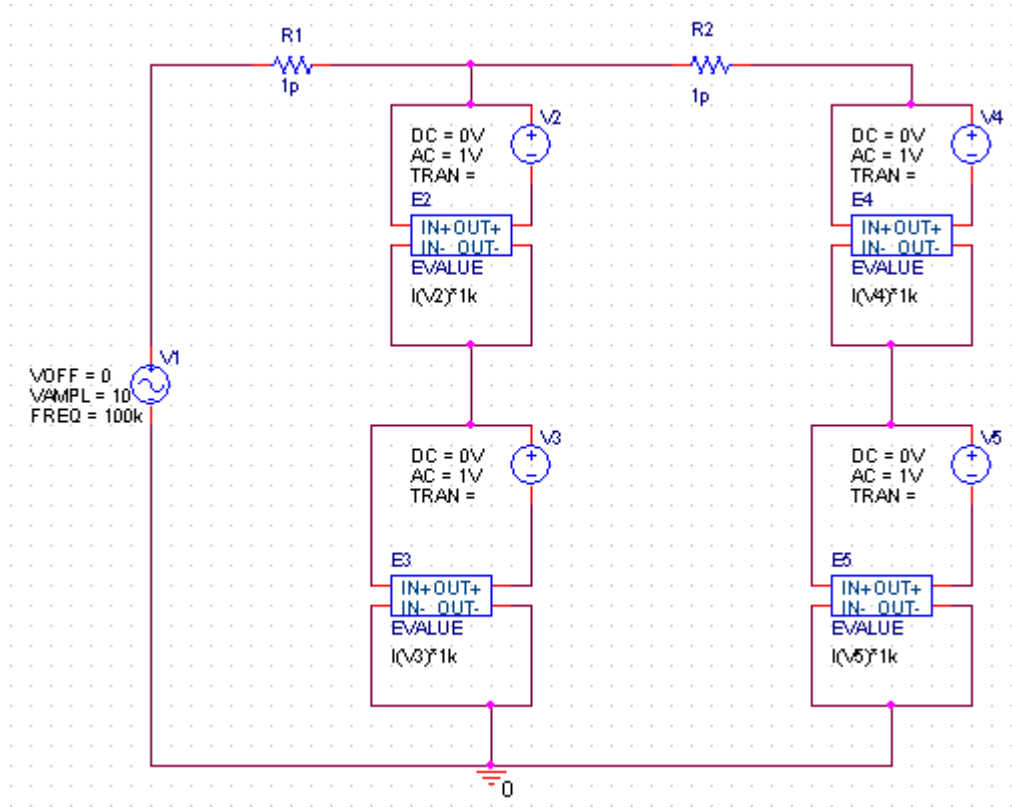 R1
1p
R2
1p
V2
DC = 0V
AC = 1V
TRAN =
E2
IN+OUT+
IN- OUT-
EVALUE
I(V2)*1k
V4
DC = 0V
AC = 1V
TRAN =
E4
IN+OUT+
IN- OUT-
EVALUE
I(V4)*1k
V1
VOFF = 0
VAMPL = 10
FREQ = 100k
V3
DC = 0V
AC = 1V
TRAN =
E3
IN+OUT+
IN- OUT-
EVALUE
I(V3)*1k
V5
DC = 0V
AC = 1V
TRAN =
E5
IN+OUT+
IN- OUT-
EVALUE
I(V5)*1k
0